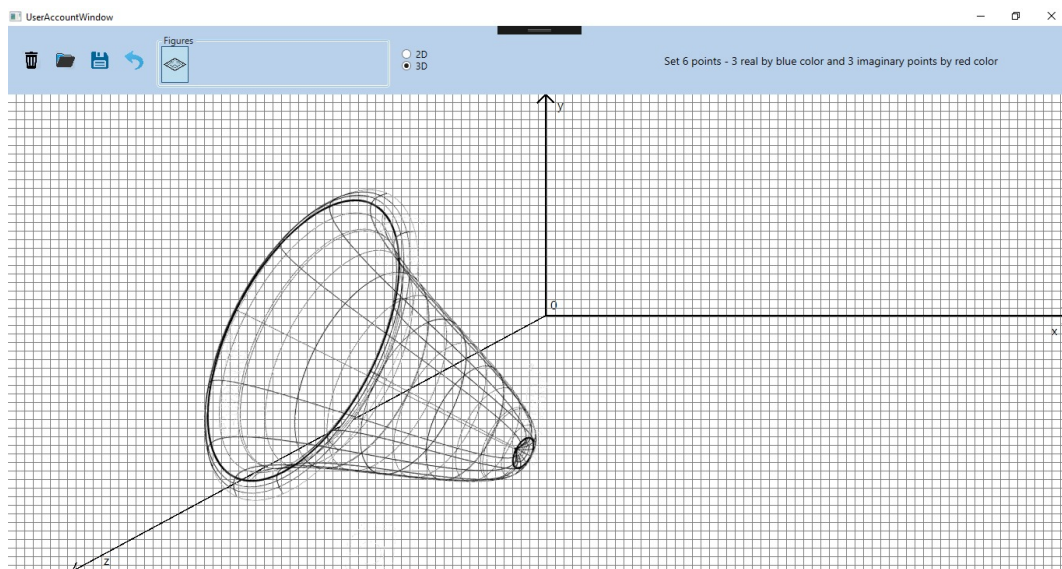 UserAccountWindow
Figures
2D
3D
Set 6 points - 3 real by blue color and 3 imaginary points by red color
y
0
x
z